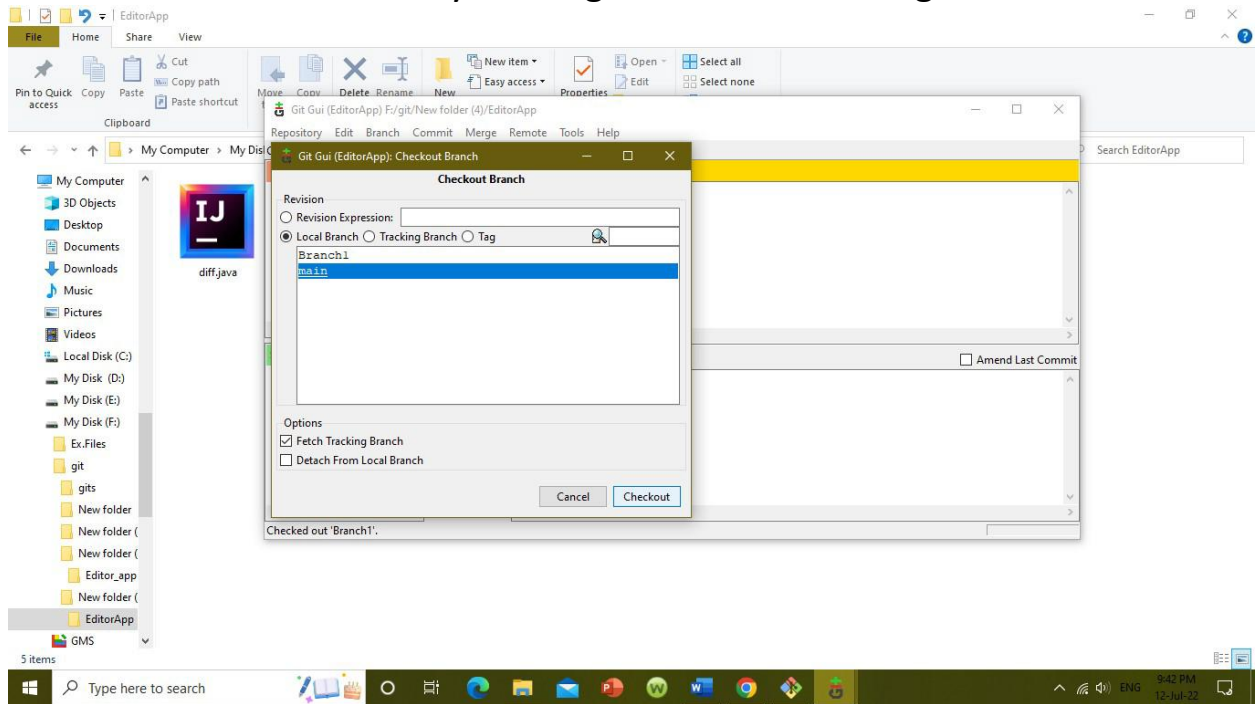 EditorApp
File Home Share View
Pin to Quick access
Copy
Paste
Cut
Copy path
Paste shortcut
Clipboard
Move
Copy
Delete
Rename
New
New item
Easy access
Properties
Open
Edit
Select all
Select none
My Computer > My Dis
Search EditorApp
My Computer
3D Objects
Desktop
Documents
Downloads
Music
Pictures
Videos
Local Disk (C:)
My Disk (D:)
My Disk (E:)
My Disk (F:)
Ex.Files
git
gits
New folder
New folder (
New folder (
Editor_app
New folder (
EditorApp
GMS
5 items
IJ
diff.java
Git Gui (EditorApp) F:/git/New folder (4)/EditorApp
Repository Edit Branch Commit Merge Remote Tools Help
Git Gui (EditorApp): Checkout Branch
Checkout Branch
Revision
Revision Expression:
Local Branch Tracking Branch Tag
Branch1
main
Options
Fetch Tracking Branch
Detach From Local Branch
Cancel Checkout
Amend Last Commit
Checked out 'Branch1'.
Type here to search
ENG
9:42 PM
12-Jul-22